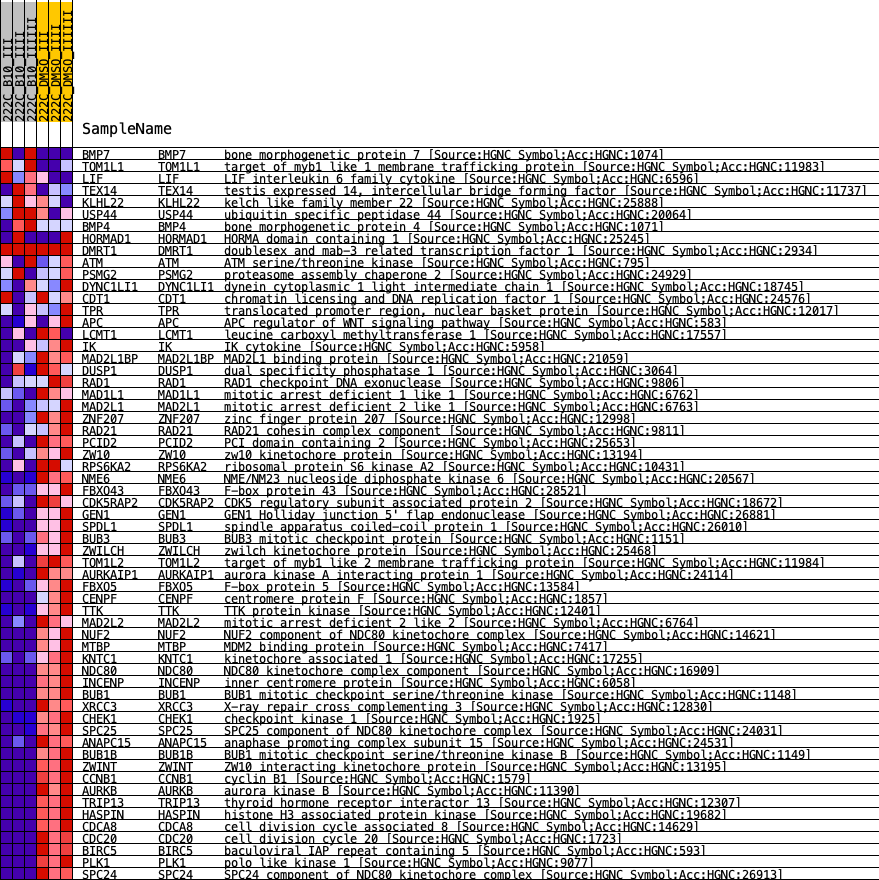 222C_B10_III
222C_B10_IIII
222C_B10_IIIIII
222C_DMSO_III
222C_DMSO_IIII
222C_DMSO_IIIIII
SampleName
BMP7 BMP7 bone morphogenetic protein 7 [Source:HGNC Symbol;Acc:HGNC:1074]
TOM1L1 TOM1L1 target of myb1 like 1 membrane trafficking protein [Source:HGNC Symbol;Acc:HGNC:11983]
LIF LIF LIF interleukin 6 family cytokine [Source:HGNC Symbol;Acc:HGNC:6596]
TEX14 TEX14 testis expressed 14, intercellular bridge forming factor [Source:HGNC Symbol;Acc:HGNC:11737]
KLHL22 KLHL22 kelch like family member 22 [Source:HGNC Symbol;Acc:HGNC:25888]
USP44 USP44 ubiquitin specific peptidase 44 [Source:HGNC Symbol;Acc:HGNC:20064]
BMP4 BMP4 bone morphogenetic protein 4 [Source:HGNC Symbol;Acc:HGNC:1071]
HORMAD1 HORMAD1 HORMA domain containing 1 [Source:HGNC Symbol;Acc:HGNC:25245]
DMRT1 DMRT1 doublesex and mab-3 related transcription factor 1 [Source:HGNC Symbol;Acc:HGNC:2934]
ATM ATM ATM serine/threonine kinase [Source:HGNC Symbol;Acc:HGNC:795]
PSMG2 PSMG2 proteasome assembly chaperone 2 [Source:HGNC Symbol;Acc:HGNC:24929]
DYNC1LI1 DYNC1LI1 dynein cytoplasmic 1 light intermediate chain 1 [Source:HGNC Symbol;Acc:HGNC:18745]
CDT1 CDT1 chromatin licensing and DNA replication factor 1 [Source:HGNC Symbol;Acc:HGNC:24576]
TPR TPR translocated promoter region, nuclear basket protein [Source:HGNC Symbol;Acc:HGNC:12017]
APC APC APC regulator of WNT signaling pathway [Source:HGNC Symbol;Acc:HGNC:583]
LCMT1 LCMT1 leucine carboxyl methyltransferase 1 [Source:HGNC Symbol;Acc:HGNC:17557]
IK IK IK cytokine [Source:HGNC Symbol;Acc:HGNC:5958]
MAD2L1BP MAD2L1BP MAD2L1 binding protein [Source:HGNC Symbol;Acc:HGNC:21059]
DUSP1 DUSP1 dual specificity phosphatase 1 [Source:HGNC Symbol;Acc:HGNC:3064]
RAD1 RAD1 RAD1 checkpoint DNA exonuclease [Source:HGNC Symbol;Acc:HGNC:9806]
MAD1L1 MAD1L1 mitotic arrest deficient 1 like 1 [Source:HGNC Symbol;Acc:HGNC:6762]
MAD2L1 MAD2L1 mitotic arrest deficient 2 like 1 [Source:HGNC Symbol;Acc:HGNC:6763]
ZNF207 ZNF207 zinc finger protein 207 [Source:HGNC Symbol;Acc:HGNC:12998]
RAD21 RAD21 RAD21 cohesin complex component [Source:HGNC Symbol;Acc:HGNC:9811]
PCID2 PCID2 PCI domain containing 2 [Source:HGNC Symbol;Acc:HGNC:25653]
ZW10 ZW10 zw10 kinetochore protein [Source:HGNC Symbol;Acc:HGNC:13194]
RPS6KA2 RPS6KA2 ribosomal protein S6 kinase A2 [Source:HGNC Symbol;Acc:HGNC:10431]
NME6 NME6 NME/NM23 nucleoside diphosphate kinase 6 [Source:HGNC Symbol;Acc:HGNC:20567]
FBXO43 FBXO43 F-box protein 43 [Source:HGNC Symbol;Acc:HGNC:28521]
CDK5RAP2 CDK5RAP2 CDK5 regulatory subunit associated protein 2 [Source:HGNC Symbol;Acc:HGNC:18672]
GEN1 GEN1 GEN1 Holliday junction 5' flap endonuclease [Source:HGNC Symbol;Acc:HGNC:26881]
SPDL1 SPDL1 spindle apparatus coiled-coil protein 1 [Source:HGNC Symbol;Acc:HGNC:26010]
BUB3 BUB3 BUB3 mitotic checkpoint protein [Source:HGNC Symbol;Acc:HGNC:1151]
ZWILCH ZWILCH zwilch kinetochore protein [Source:HGNC Symbol;Acc:HGNC:25468]
TOM1L2 TOM1L2 target of myb1 like 2 membrane trafficking protein [Source:HGNC Symbol;Acc:HGNC:11984]
AURKAIP1 AURKAIP1 aurora kinase A interacting protein 1 [Source:HGNC Symbol;Acc:HGNC:24114]
FBXO5 FBXO5 F-box protein 5 [Source:HGNC Symbol;Acc:HGNC:13584]
CENPF CENPF centromere protein F [Source:HGNC Symbol;Acc:HGNC:1857]
TTK TTK TTK protein kinase [Source:HGNC Symbol;Acc:HGNC:12401]
MAD2L2 MAD2L2 mitotic arrest deficient 2 like 2 [Source:HGNC Symbol;Acc:HGNC:6764]
NUF2 NUF2 NUF2 component of NDC80 kinetochore complex [Source:HGNC Symbol;Acc:HGNC:14621]
MTBP MTBP MDM2 binding protein [Source:HGNC Symbol;Acc:HGNC:7417]
KNTC1 KNTC1 kinetochore associated 1 [Source:HGNC Symbol;Acc:HGNC:17255]
NDC80 NDC80 NDC80 kinetochore complex component [Source:HGNC Symbol;Acc:HGNC:16909]
INCENP INCENP inner centromere protein [Source:HGNC Symbol;Acc:HGNC:6058]
BUB1 BUB1 BUB1 mitotic checkpoint serine/threonine kinase [Source:HGNC Symbol;Acc:HGNC:1148]
XRCC3 XRCC3 X-ray repair cross complementing 3 [Source:HGNC Symbol;Acc:HGNC:12830]
CHEK1 CHEK1 checkpoint kinase 1 [Source:HGNC Symbol;Acc:HGNC:1925]
SPC25 SPC25 SPC25 component of NDC80 kinetochore complex [Source:HGNC Symbol;Acc:HGNC:24031]
ANAPC15 ANAPC15 anaphase promoting complex subunit 15 [Source:HGNC Symbol;Acc:HGNC:24531]
BUB1B BUB1B BUB1 mitotic checkpoint serine/threonine kinase B [Source:HGNC Symbol;Acc:HGNC:1149]
ZWINT ZWINT ZW10 interacting kinetochore protein [Source:HGNC Symbol;Acc:HGNC:13195]
CCNB1 CCNB1 cyclin B1 [Source:HGNC Symbol;Acc:HGNC:1579]
AURKB AURKB aurora kinase B [Source:HGNC Symbol;Acc:HGNC:11390]
TRIP13 TRIP13 thyroid hormone receptor interactor 13 [Source:HGNC Symbol;Acc:HGNC:12307]
HASPIN HASPIN histone H3 associated protein kinase [Source:HGNC Symbol;Acc:HGNC:19682]
CDCA8 CDCA8 cell division cycle associated 8 [Source:HGNC Symbol;Acc:HGNC:14629]
CDC20 CDC20 cell division cycle 20 [Source:HGNC Symbol;Acc:HGNC:1723]
BIRC5 BIRC5 baculoviral IAP repeat containing 5 [Source:HGNC Symbol;Acc:HGNC:593]
PLK1 PLK1 polo like kinase 1 [Source:HGNC Symbol;Acc:HGNC:9077]
SPC24 SPC24 SPC24 component of NDC80 kinetochore complex [Source:HGNC Symbol;Acc:HGNC:26913]